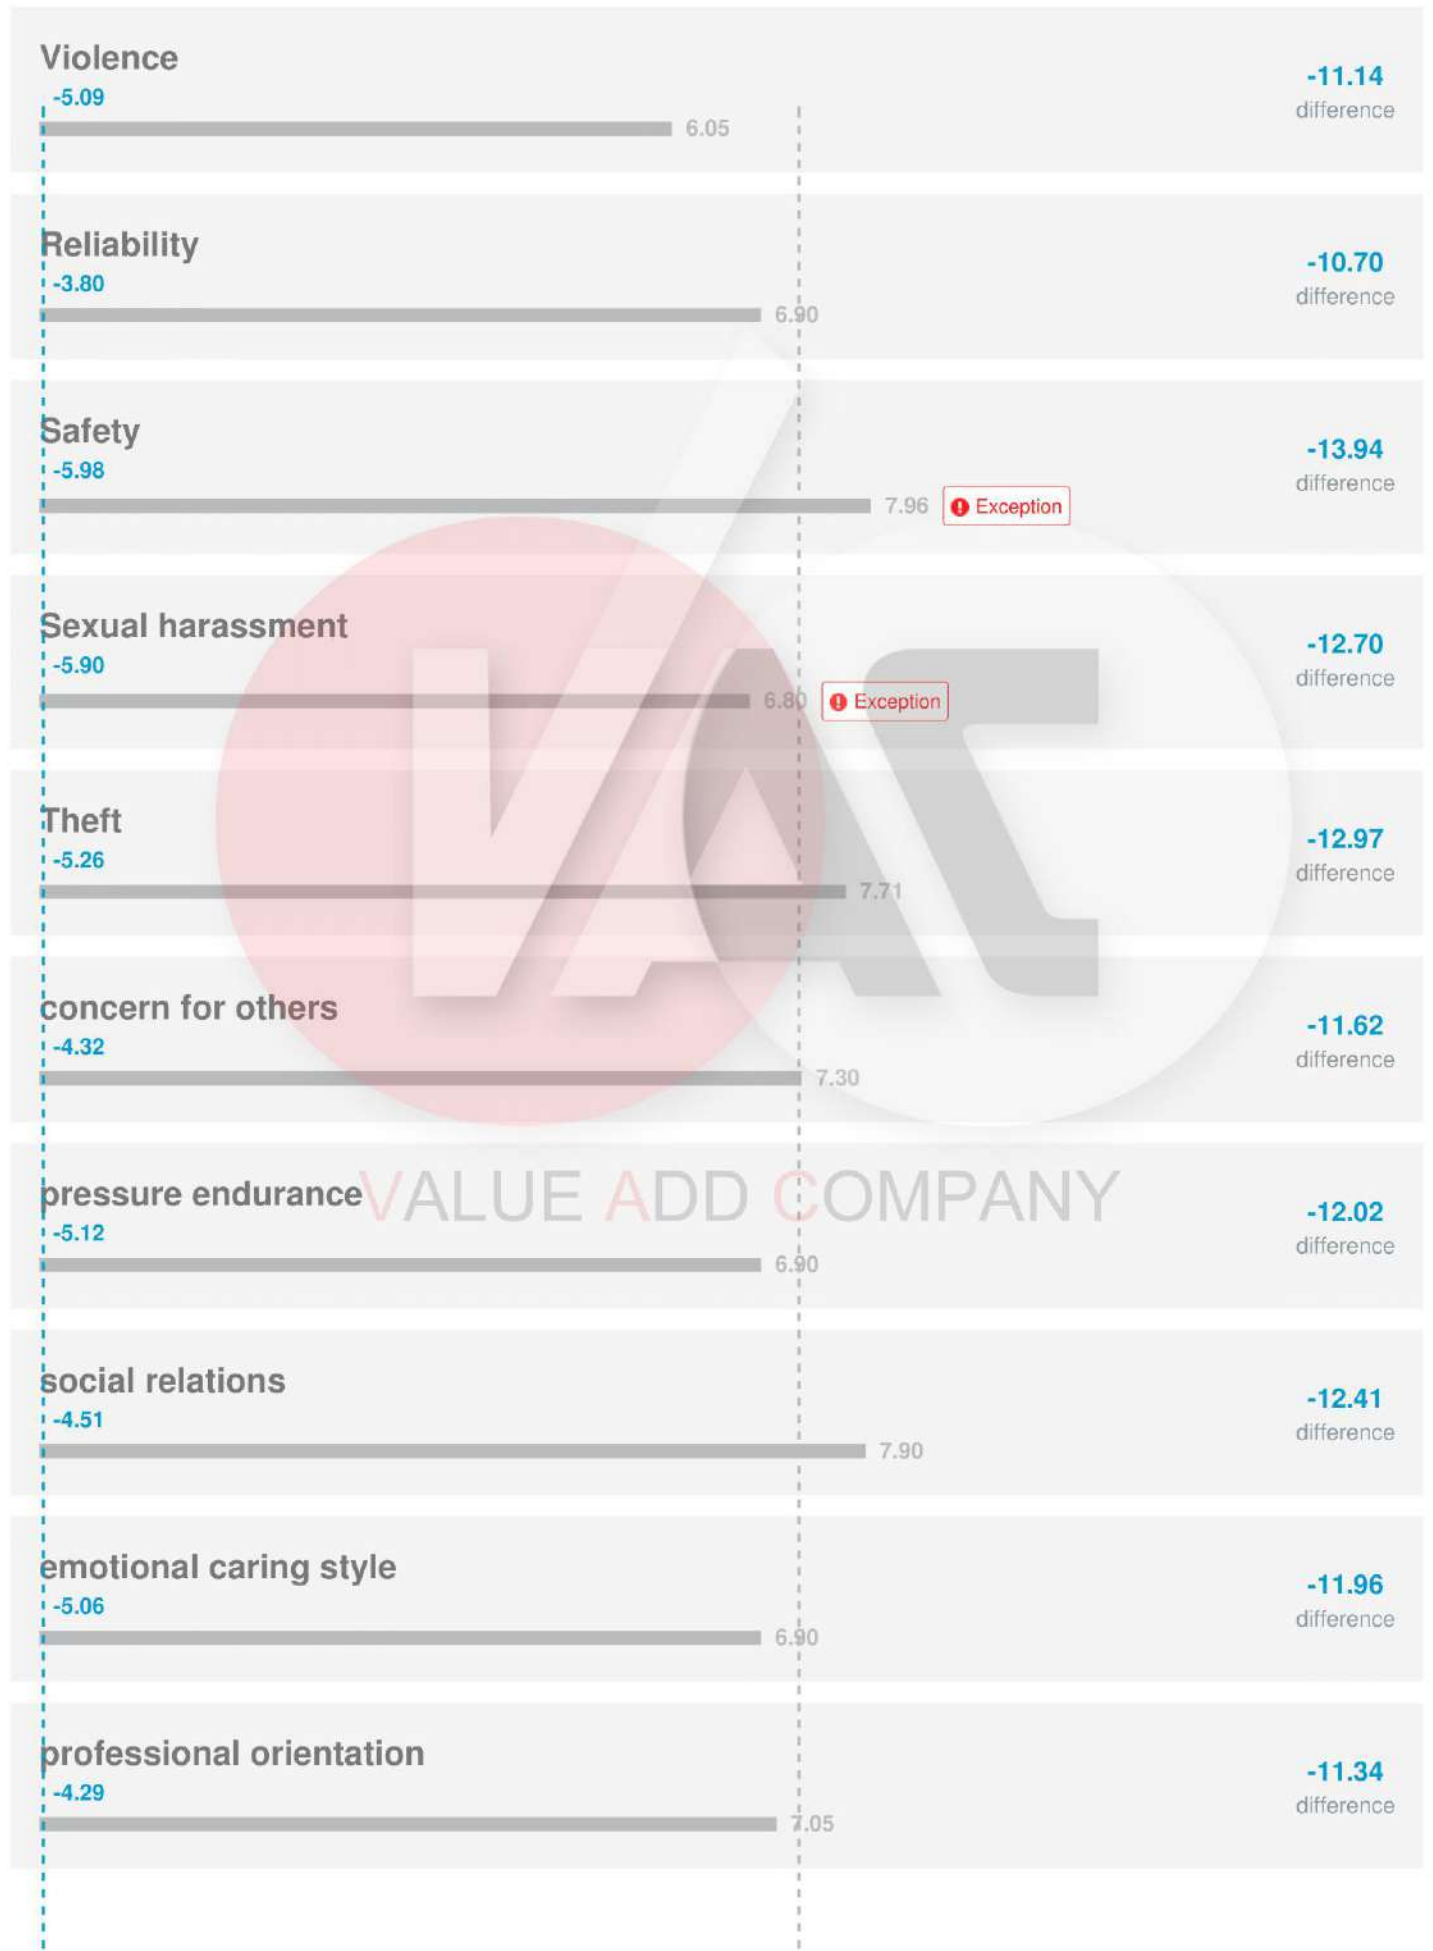 Violence
-5.09
6.05
-11.14
difference
Reliability
-3.80
6.90
-10.70
difference
Safety
-5.98
7.96
Exception
-13.94
difference
Sexual harassment
-5.90
6.80
Exception
-12.70
difference
Theft
-5.26
7.71
-12.97
difference
concern for others
-4.32
7.30
-11.62
difference
pressure endurance
-5.12
6.90
-12.02
difference
VAC
VALUE ADD COMPANY
social relations
-4.51
7.90
-12.41
difference
emotional caring style
-5.06
6.90
-11.96
difference
professional orientation
-4.29
7.05
-11.34
difference